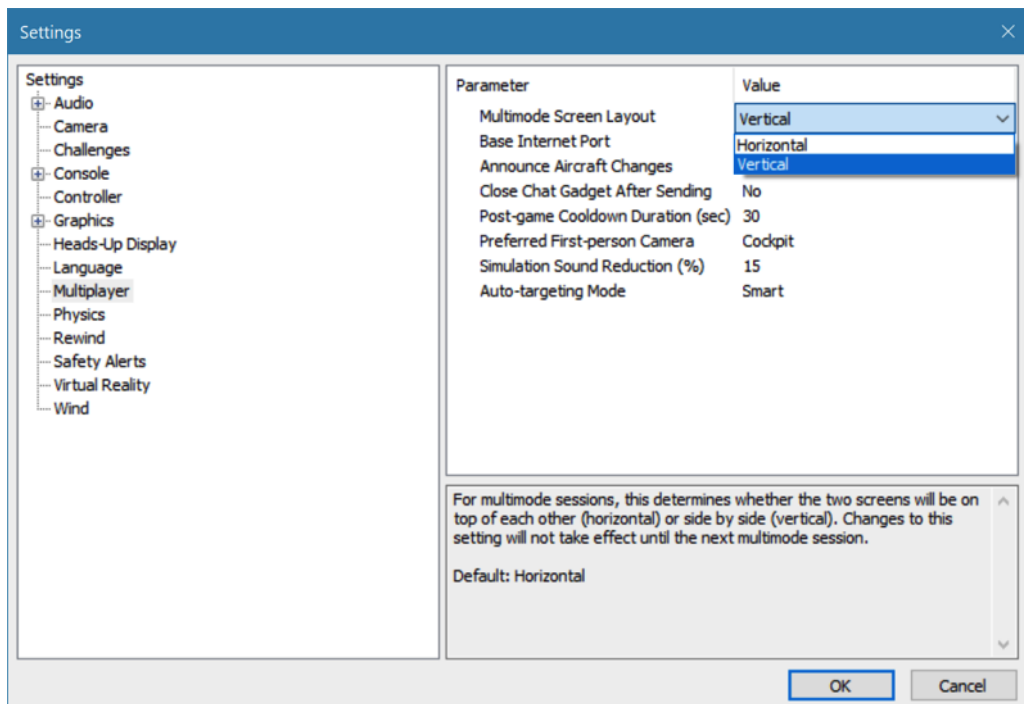 Settings
Settings
Audio
Camera
Challenges
Console
Controller
Graphics
Heads-Up Display
Language
Multiplayer
Physics
Rewind
Safety Alerts
Virtual Reality
Wind
Parameter Value
Multimode Screen Layout Vertical
Base Internet Port Horizontal
Announce Aircraft Changes Vertical
Close Chat Gadget After Sending No
Post-game Cooldown Duration (sec) 30
Preferred First-person Camera Cockpit
Simulation Sound Reduction (%) 15
Auto-targeting Mode Smart
For multimode sessions, this determines whether the two screens will be on
top of each other (horizontal) or side by side (vertical). Changes to this
setting will not take effect until the next multimode session.
Default: Horizontal
OK Cancel